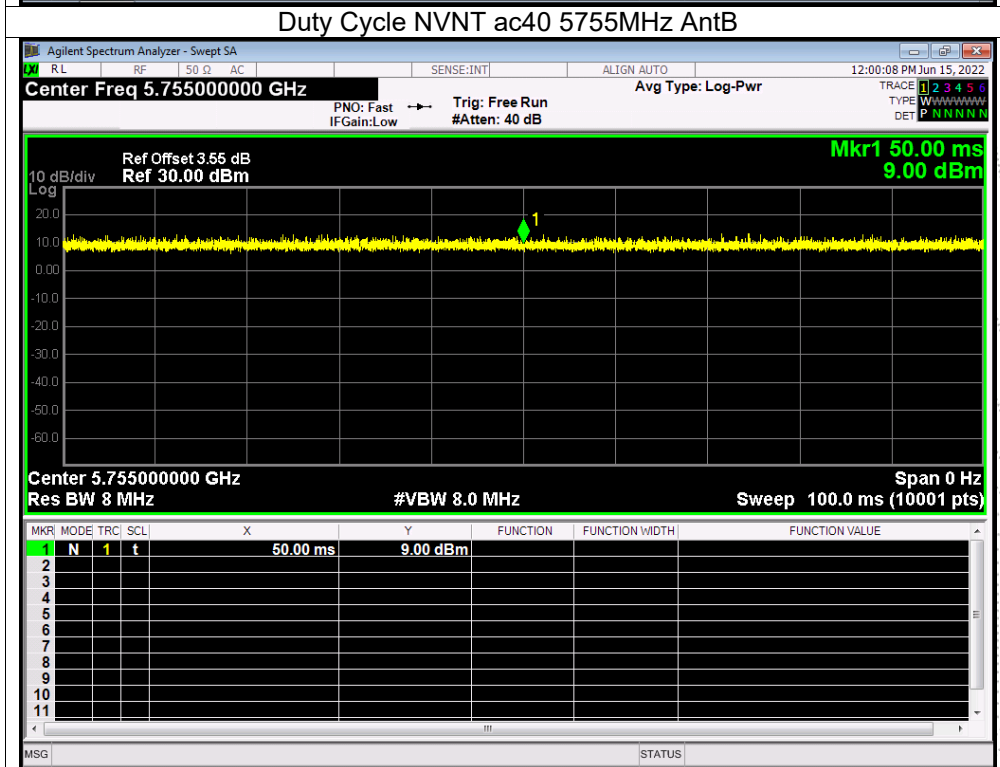 Duty Cycle NVNT ac40 5755MHz AntB
Agilent Spectrum Analyzer - Swept SA
LXI RL RF 50 Ω AC SENSE:INT ALIGN AUTO 12:00:08 PM Jun 15, 2022
Center Freq 5.755000000 GHz Avg Type: Log-Pwr TRACE 1 2 3 4 5 6
PNO: Fast Trig: Free Run TYPE WWWWWW
IFGain:Low #Atten: 40 dB DET P N N N N N
Mkr1 50.00 ms
Ref Offset 3.55 dB
10 dB/div Ref 30.00 dBm 9.00 dBm
Log
20.0
1
10.0
0.00
-10.0
-20.0
-30.0
-40.0
-50.0
-60.0
Center 5.755000000 GHz Span 0 Hz
Res BW 8 MHz #VBW 8.0 MHz Sweep 100.0 ms (10001 pts)
MKR MODE TRC SCL X Y FUNCTION FUNCTION WIDTH FUNCTION VALUE
1 N 1 t 50.00 ms 9.00 dBm
2
3
4
5
6
7
8
9
10
11
MSG STATUS